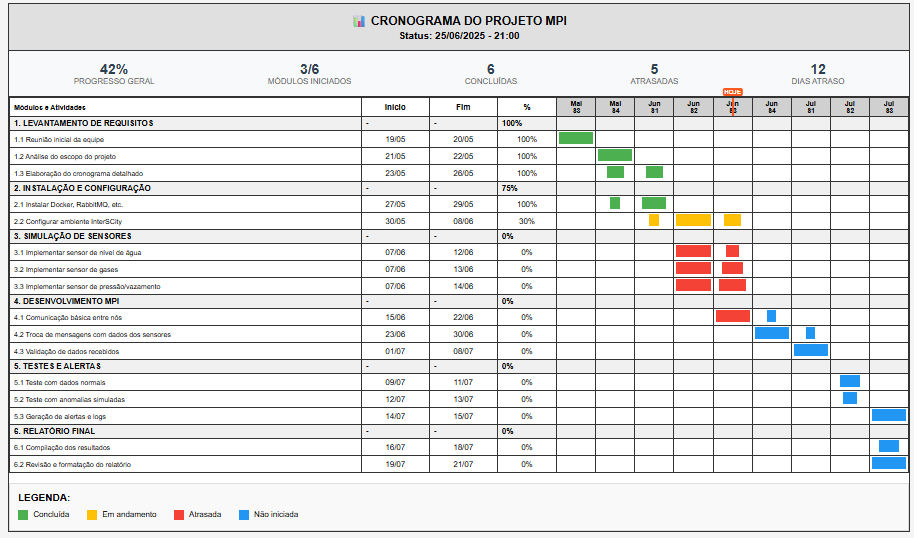 CRONOGRAMA DO PROJETO MPI
Status: 25/06/2025 - 21:00
42% 3/6 6 5 12
PROGRESSO GERAL MÓDULOS INICIADOS CONCLUÍDAS ATRASADAS DIAS ATRASO
HOJE
Módulos e Atividades Início Fim % Mai 83 Mai 84 Jun 81 Jun 82 Jun 83 Jun 84 Jul 81 Jul 82 Jul 83
1. LEVANTAMENTO DE REQUISITOS - - 100%
1.1 Reunião inicial da equipe 19/05 20/05 100%
1.2 Análise do escopo do projeto 21/05 22/05 100%
1.3 Elaboração do cronograma detalhado 23/05 26/05 100%
2. INSTALAÇÃO E CONFIGURAÇÃO - - 75%
2.1 Instalar Docker, RabbitMQ, etc. 27/05 29/05 100%
2.2 Configurar ambiente InterSCity 30/05 08/06 30%
3. SIMULAÇÃO DE SENSORES - - 0%
3.1 Implementar sensor de nível de água 07/06 12/06 0%
3.2 Implementar sensor de gases 07/06 13/06 0%
3.3 Implementar sensor de pressão/vazamento 07/06 14/06 0%
4. DESENVOLVIMENTO MPI - - 0%
4.1 Comunicação básica entre nós 15/06 22/06 0%
4.2 Troca de mensagens com dados dos sensores 23/06 30/06 0%
4.3 Validação de dados recebidos 01/07 08/07 0%
5. TESTES E ALERTAS - - 0%
5.1 Teste com dados normais 09/07 11/07 0%
5.2 Teste com anomalias simuladas 12/07 13/07 0%
5.3 Geração de alertas e logs 14/07 15/07 0%
6. RELATÓRIO FINAL - - 0%
6.1 Compilação dos resultados 16/07 18/07 0%
6.2 Revisão e formatação do relatório 19/07 21/07 0%
LEGENDA:
Concluída Em andamento Atrasada Não iniciada